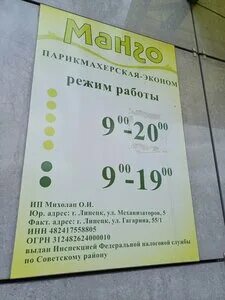 Манго
ПАРИКМАХЕРСКАЯ-ЭКОНОМ
режим работы
9⁰⁰-20⁰⁰
9⁰⁰-19⁰⁰
ИП Михолап О.И.
Юр. адрес: г. Липецк, ул. Механизаторов, 5
Факт. адрес: г. Липецк, ул. Гагарина, 55/1
ИНН 482417558805
ОГРН 312482624000010
выдан Инспекцией Федеральной налоговой службы
по Советскому району